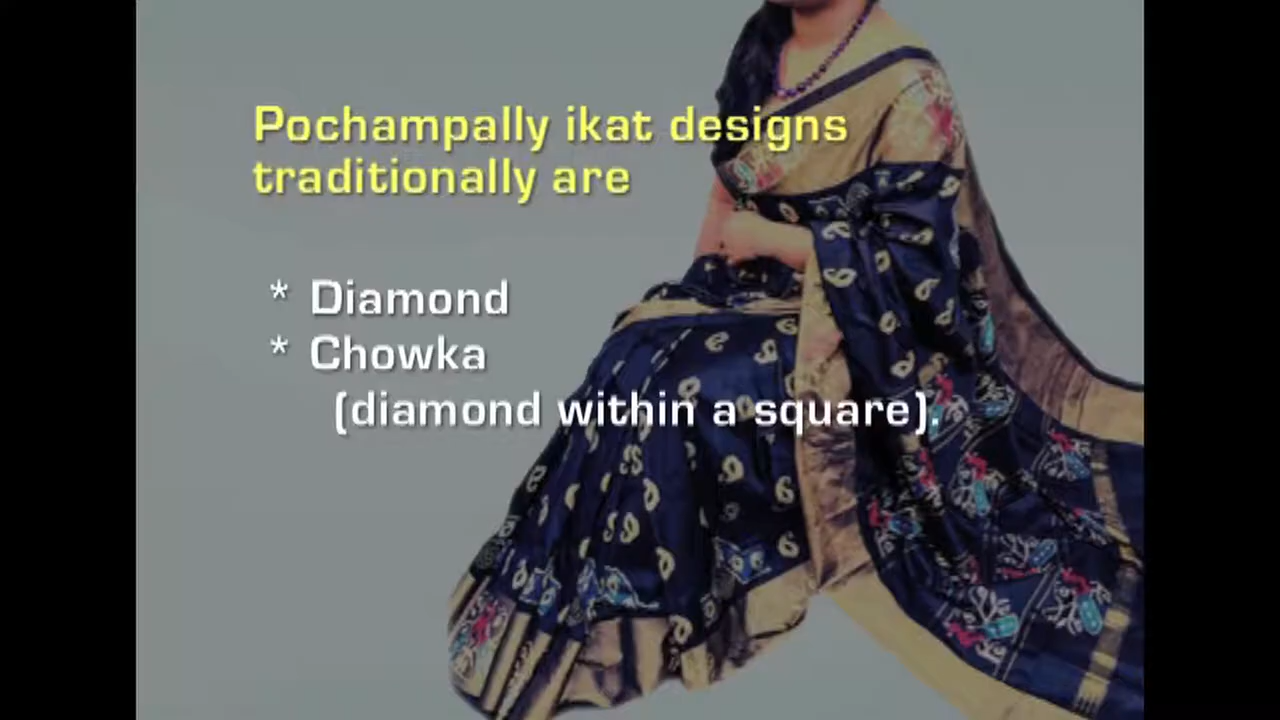 Pochampally ikat designs
traditionally are
* Diamond
* Chowka
(diamond within a square).